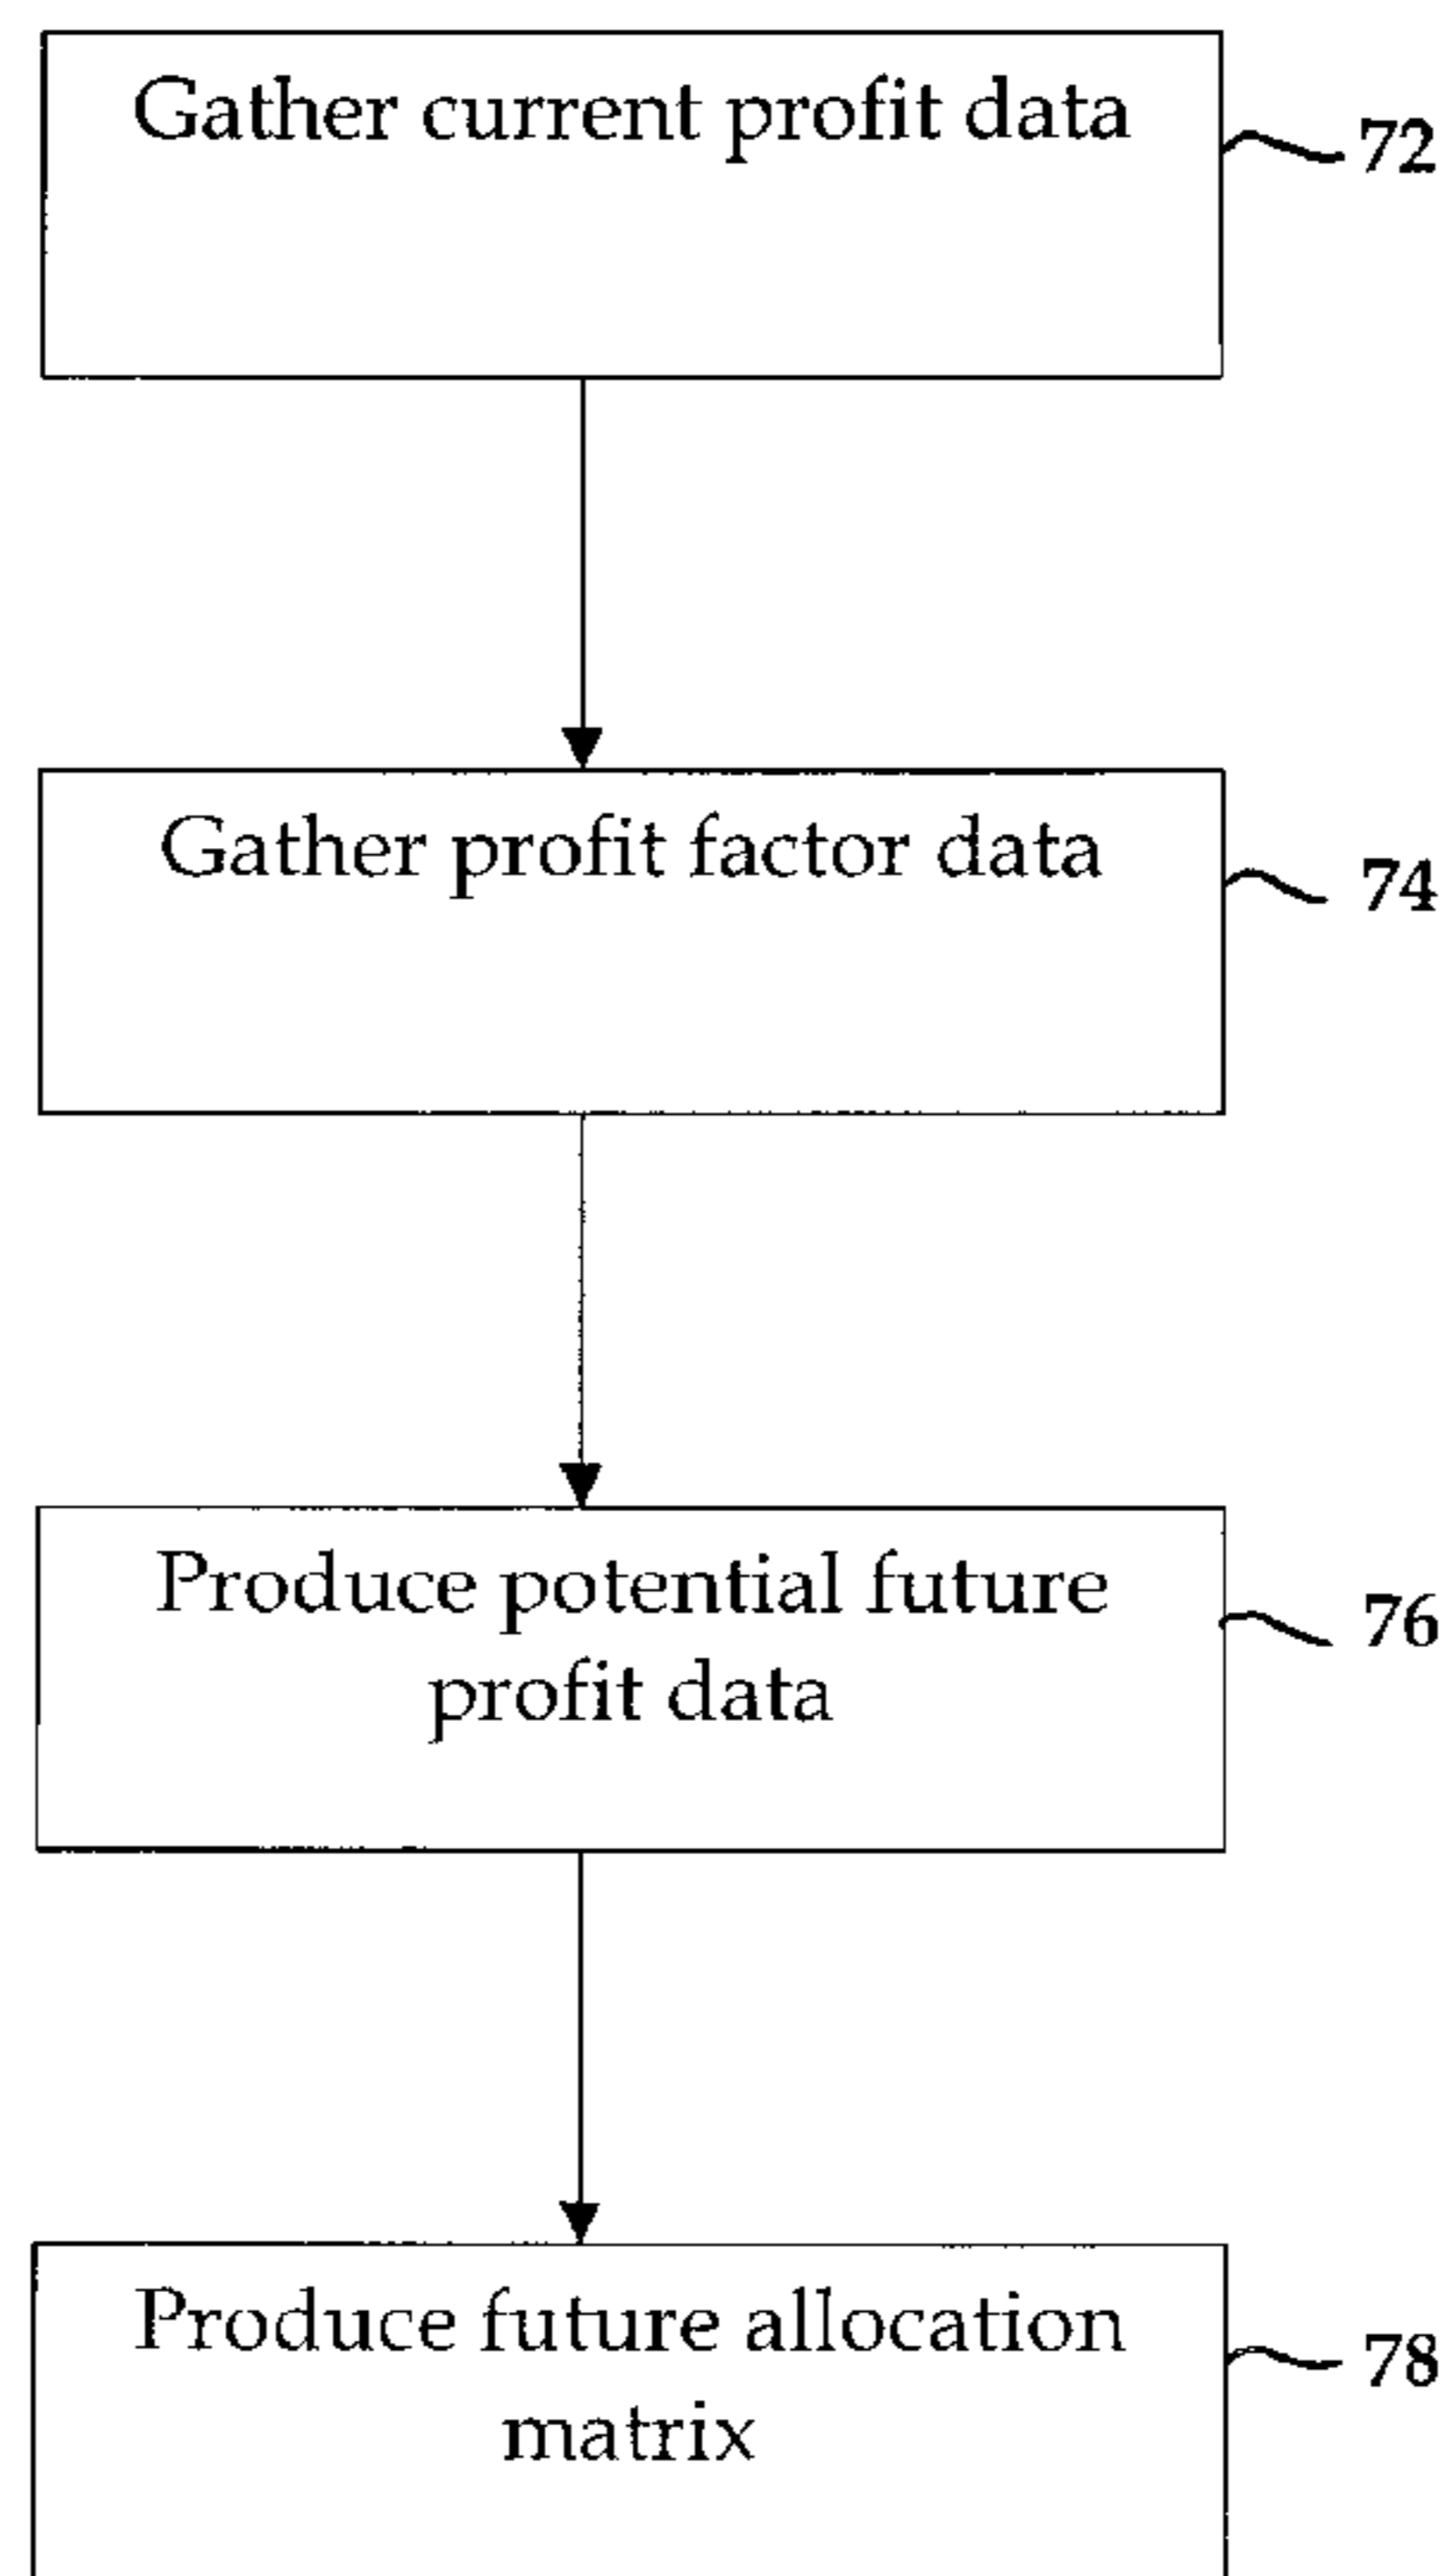 Gather current profit data
72
Gather profit factor data
74
Produce potential future
profit data
76
Produce future allocation
matrix
78